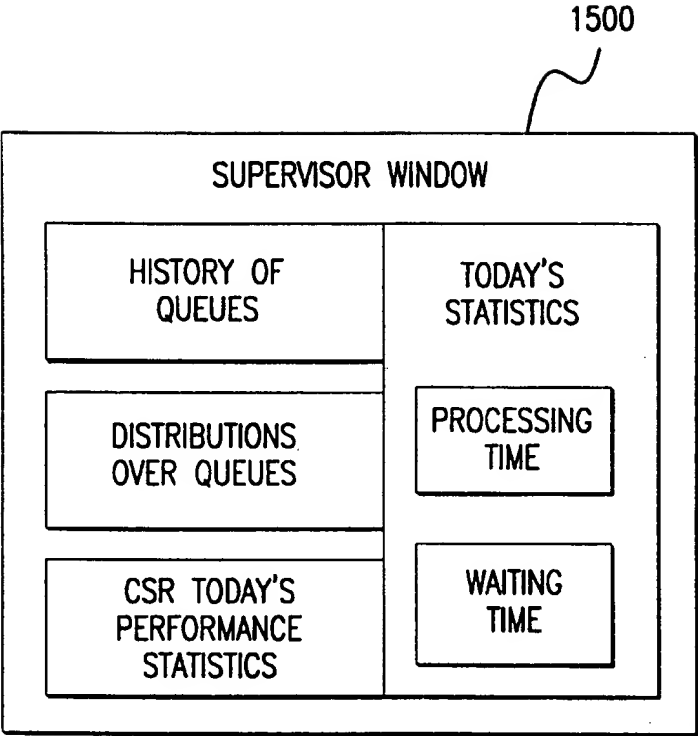 1500
SUPERVISOR WINDOW
HISTORY OF
QUEUES
DISTRIBUTIONS
OVER QUEUES
CSR TODAY'S
PERFORMANCE
STATISTICS
TODAY'S
STATISTICS
PROCESSING
TIME
WAITING
TIME